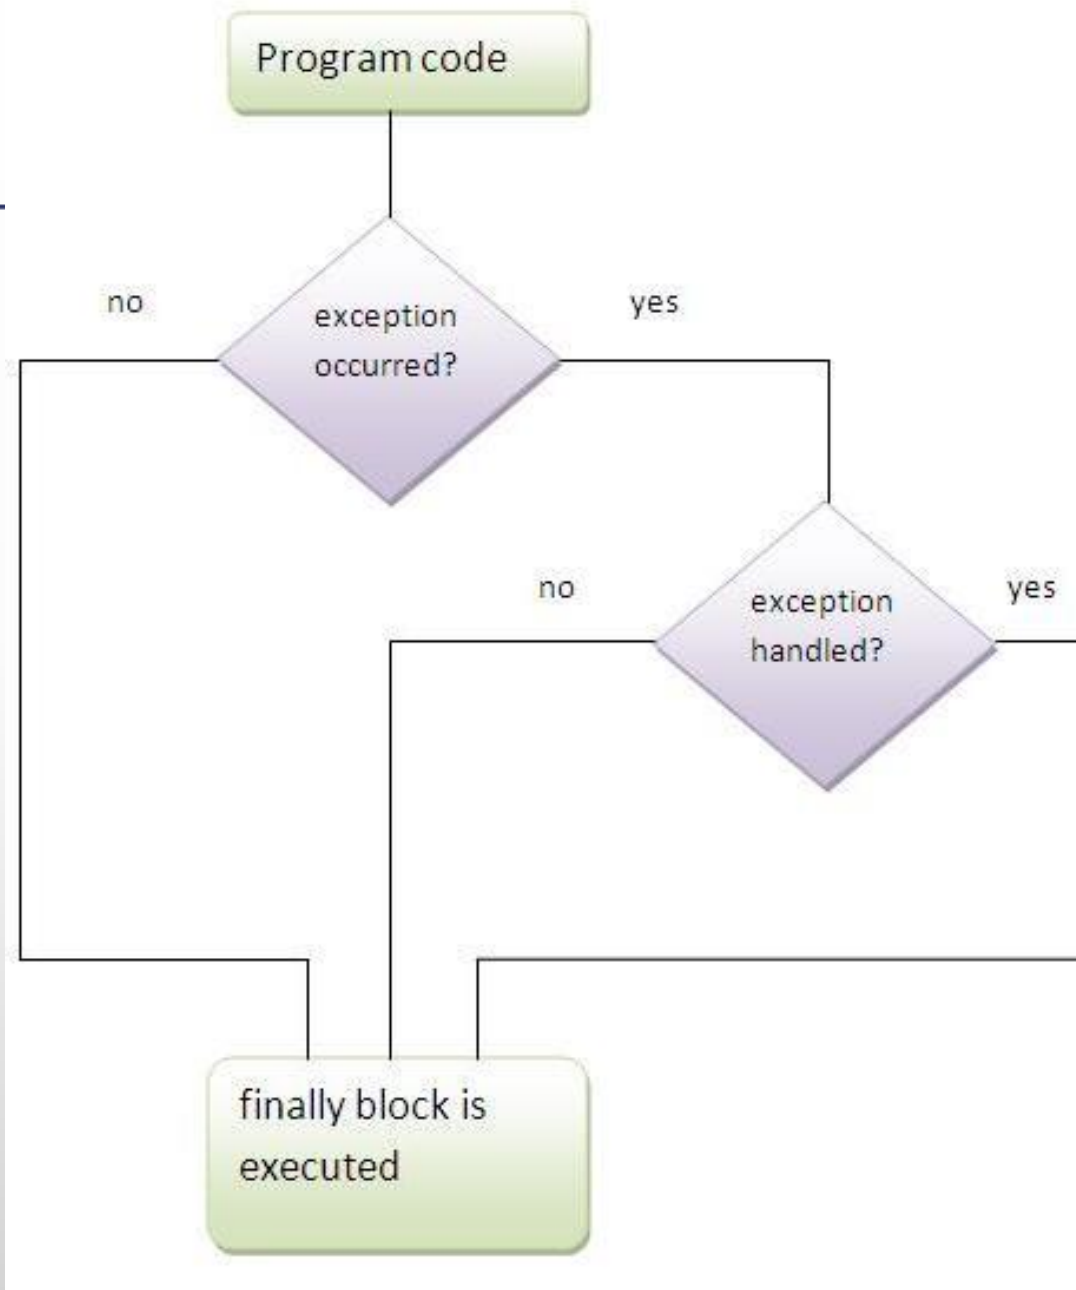 Program code
no
yes
exception
occurred?
no
yes
exception
handled?
finally block is
executed